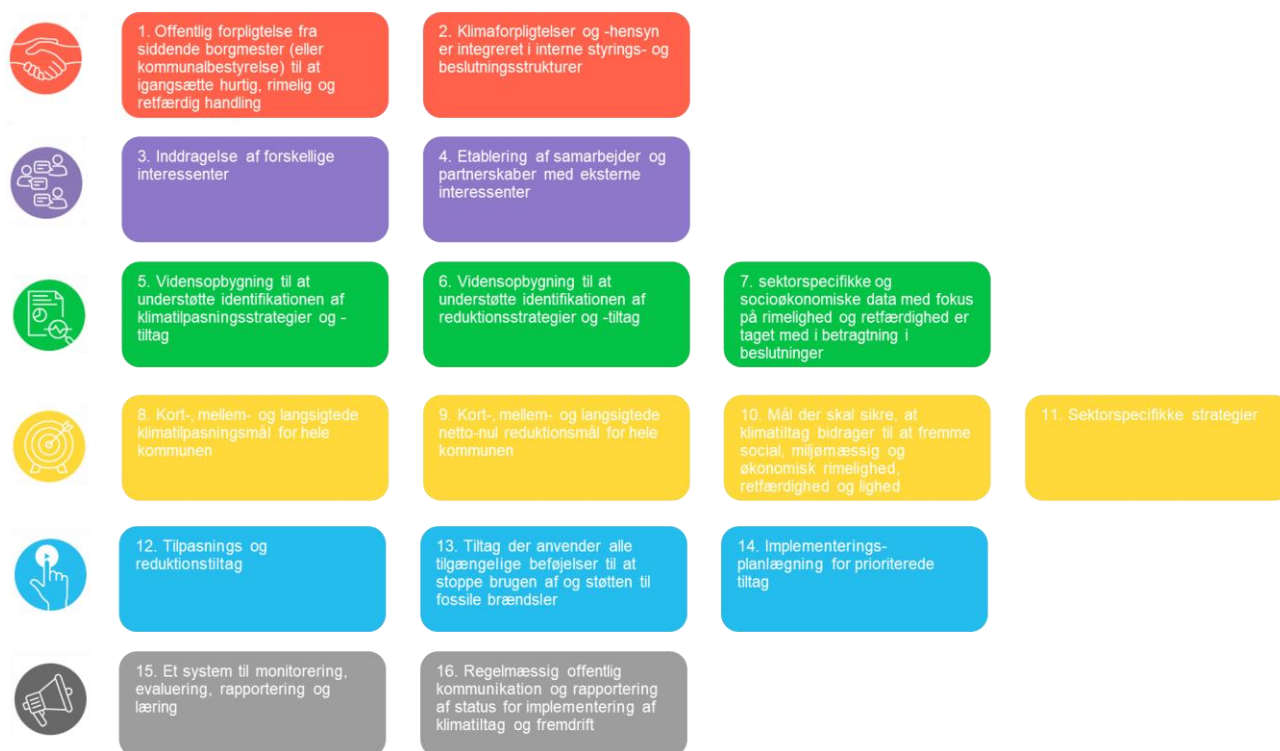 1. Offentlig forpligtelse fra
siddende borgmester (eller
kommunalbestyrelse) til at
igangsætte hurtig, rimelig og
retfærdig handling
2. Klimaforpligtelser og -hensyn
er integreret i interne styrings- og
beslutningsstrukturer
3. Inddragelse af forskellige
interessenter
4. Etablering af samarbejder og
partnerskaber med eksterne
interessenter
5. Vidensopbygning til at
understøtte identifikationen af
klimatilpasningsstrategier og -
tiltag
6. Vidensopbygning til at
understøtte identifikationen af
reduktionsstrategier og -tiltag
7. sektorspecifikke og
socioøkonomiske data med fokus
på rimelighed og retfærdighed er
taget med i betragtning i
beslutninger
8. Kort-, mellem- og langsigtede
klimatilpasningsmål for hele
kommunen
9. Kort-, mellem- og langsigtede
netto-nul reduktionsmål for hele
kommunen
10. Mål der skal sikre, at
klimatiltag bidrager til at fremme
social, miljømæssig og
økonomisk rimelighed,
retfærdighed og lighed
11. Sektorspecifikke strategier
12. Tilpasnings og
reduktionstiltag
13. Tiltag der anvender alle
tilgængelige beføjelser til at
stoppe brugen af og støtten til
fossile brændsler
14. Implementerings-
planlægning for prioriterede
tiltag
15. Et system til monitorering,
evaluering, rapportering og
læring
16. Regelmæssig offentlig
kommunikation og rapportering
af status for implementering af
klimatiltag og fremdrift